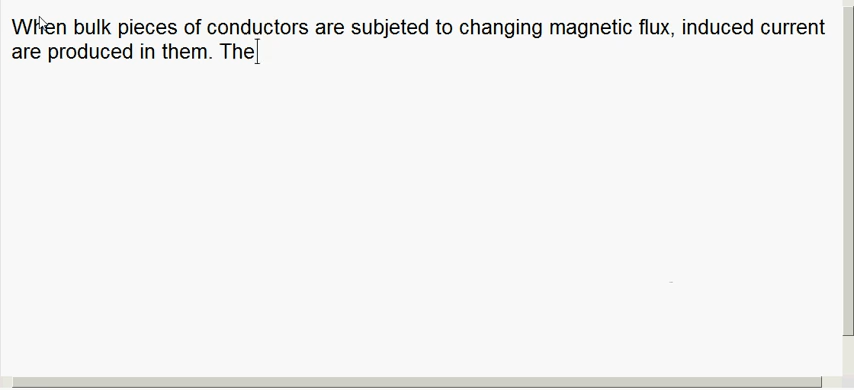 When bulk pieces of conductors are subjeted to changing magnetic flux, induced current
are produced in them. The